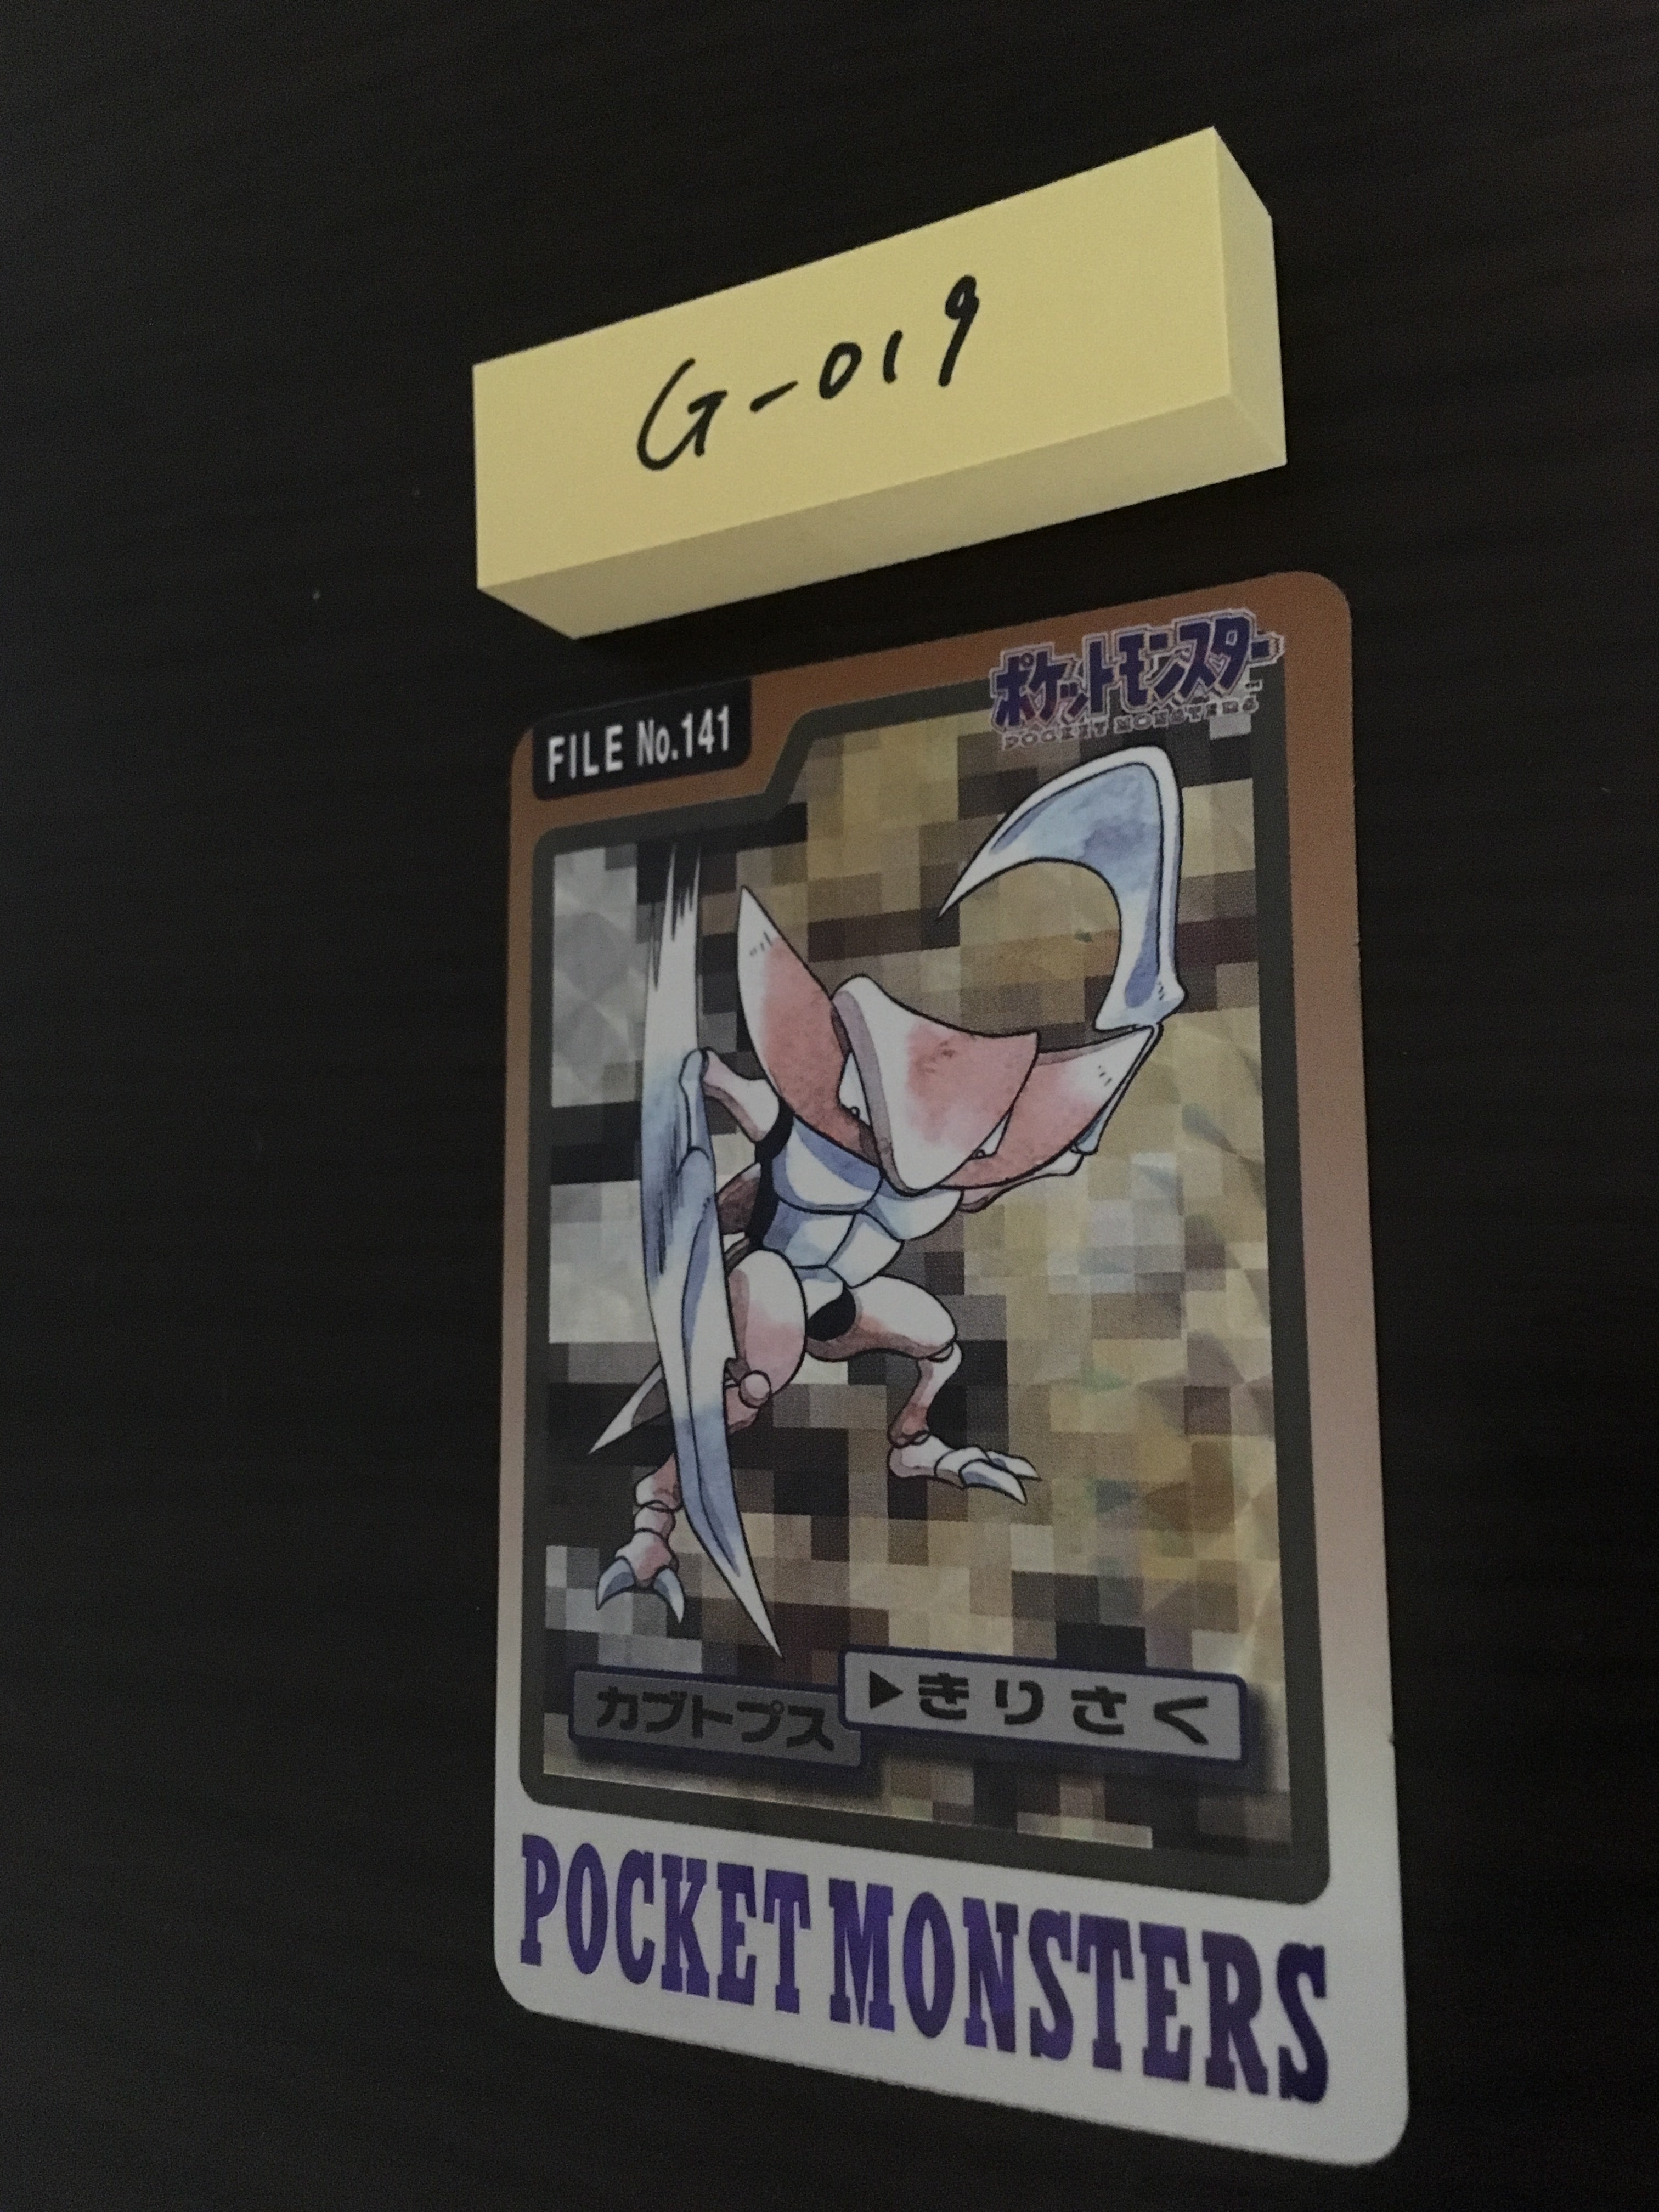 G-019
FILE No.141
ポケットモンスター
POCKET MONSTERS
カブトプス
▶きりさく
POCKET MONSTERS